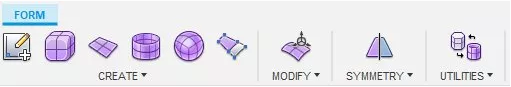 FORM
CREATE ▾ MODIFY ▾ SYMMETRY ▾ UTILITIES ▾